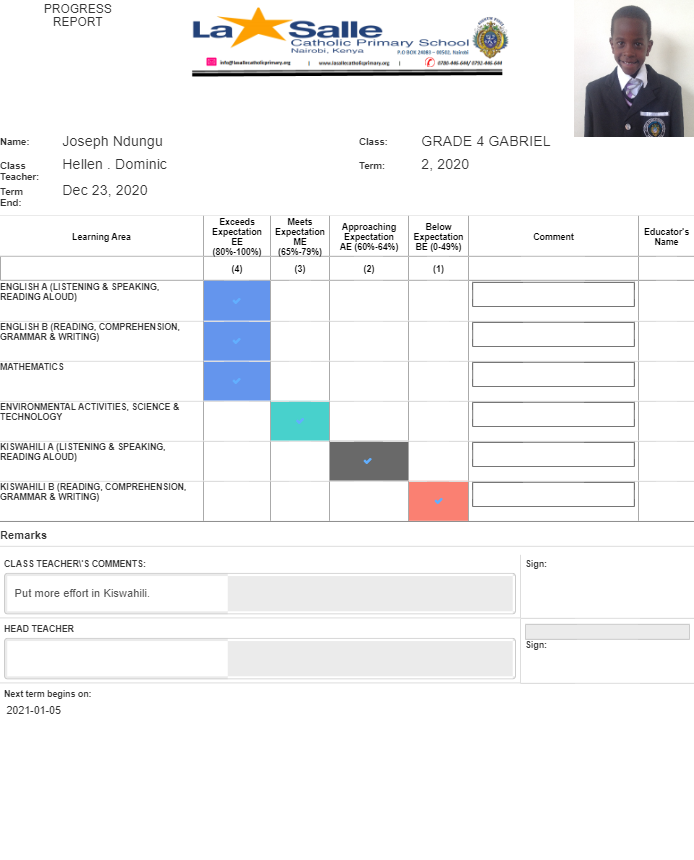 PROGRESS
REPORT
La Salle
Catholic Primary School
Nairobi, Kenya
P.O BOX 24083 – 00502, Nairobi
info@lasallecatholicprimary.org | www.lasallecatholicprimary.org | 0780-446-644/ 0792-446-644
Name: Joseph Ndungu Class: GRADE 4 GABRIEL
Class Teacher: Hellen . Dominic Term: 2, 2020
Term End: Dec 23, 2020
Learning Area
Exceeds Expectation EE (80%-100%)
Meets Expectation ME (65%-79%)
Approaching Expectation AE (60%-64%)
Below Expectation BE (0-49%)
Comment
Educator's Name
(4) (3) (2) (1)
ENGLISH A (LISTENING & SPEAKING,
READING ALOUD)
ENGLISH B (READING, COMPREHENSION,
GRAMMAR & WRITING)
MATHEMATICS
ENVIRONMENTAL ACTIVITIES, SCIENCE &
TECHNOLOGY
KISWAHILI A (LISTENING & SPEAKING,
READING ALOUD)
KISWAHILI B (READING, COMPREHENSION,
GRAMMAR & WRITING)
Remarks
CLASS TEACHER\'S COMMENTS: Sign:
Put more effort in Kiswahili.
HEAD TEACHER
Sign:
Next term begins on:
2021-01-05